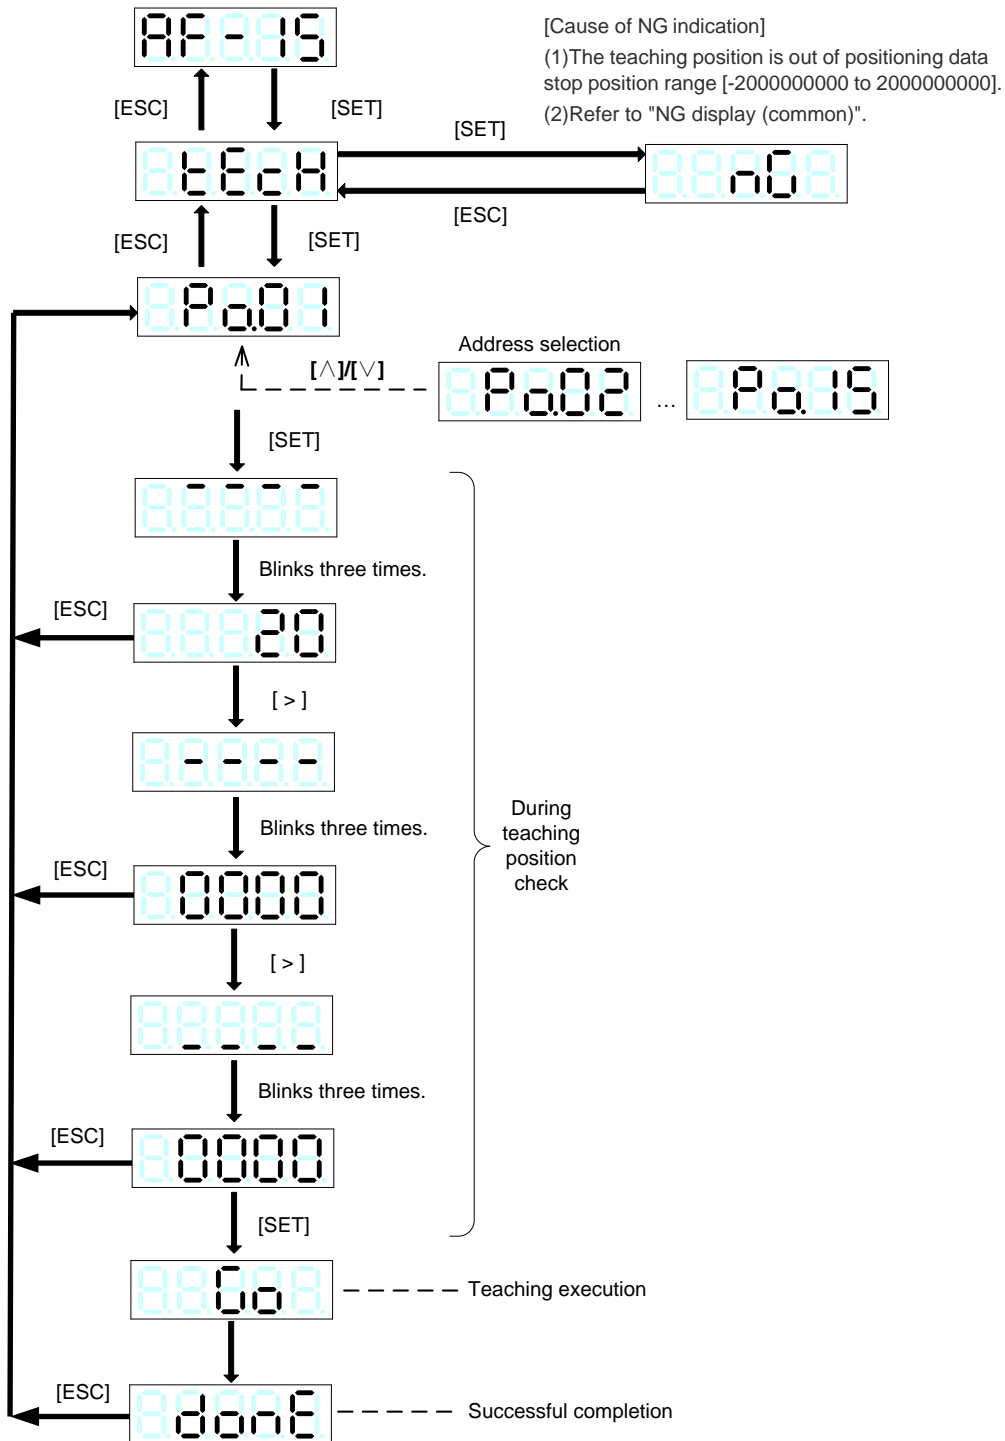 AF-15
[Cause of NG indication]
(1)The teaching position is out of positioning data
stop position range [-2000000000 to 2000000000].
(2)Refer to "NG display (common)".
[ESC]
[SET]
[SET]
tEcH
nG
[ESC]
[ESC]
[SET]
Po.01
Address selection
[∧]/[∨]
Po.02
...
Po.15
[SET]
- - - -
Blinks three times.
[ESC]
20
[ > ]
- - - -
Blinks three times.
During
teaching
position
check
[ESC]
0000
[ > ]
_ _ _ _
Blinks three times.
[ESC]
0000
[SET]
Go
Teaching execution
[ESC]
donE
Successful completion